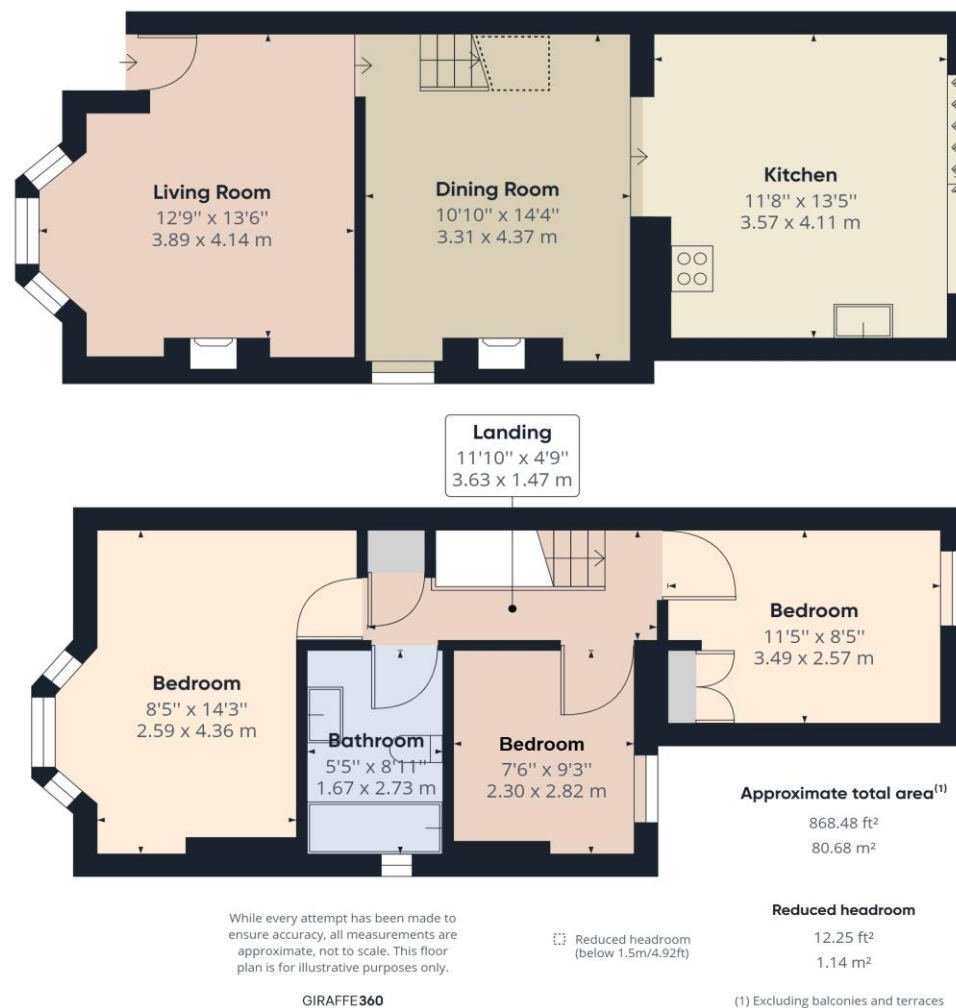 Living Room
12'9'' x 13'6''
3.89 x 4.14 m
Dining Room
10'10'' x 14'4''
3.31 x 4.37 m
Kitchen
11'8'' x 13'5''
3.57 x 4.11 m
Landing
11'10'' x 4'9''
3.63 x 1.47 m
Bedroom
8'5'' x 14'3''
2.59 x 4.36 m
Bathroom
5'5'' x 8'11''
1.67 x 2.73 m
Bedroom
7'6'' x 9'3''
2.30 x 2.82 m
Bedroom
11'5'' x 8'5''
3.49 x 2.57 m
Approximate total area(1)
868.48 ft²
80.68 m²
Reduced headroom
12.25 ft²
1.14 m²
While every attempt has been made to
ensure accuracy, all measurements are
approximate, not to scale. This floor
plan is for illustrative purposes only.
GIRAFFE360
Reduced headroom
(below 1.5m/4.92ft)
(1) Excluding balconies and terraces